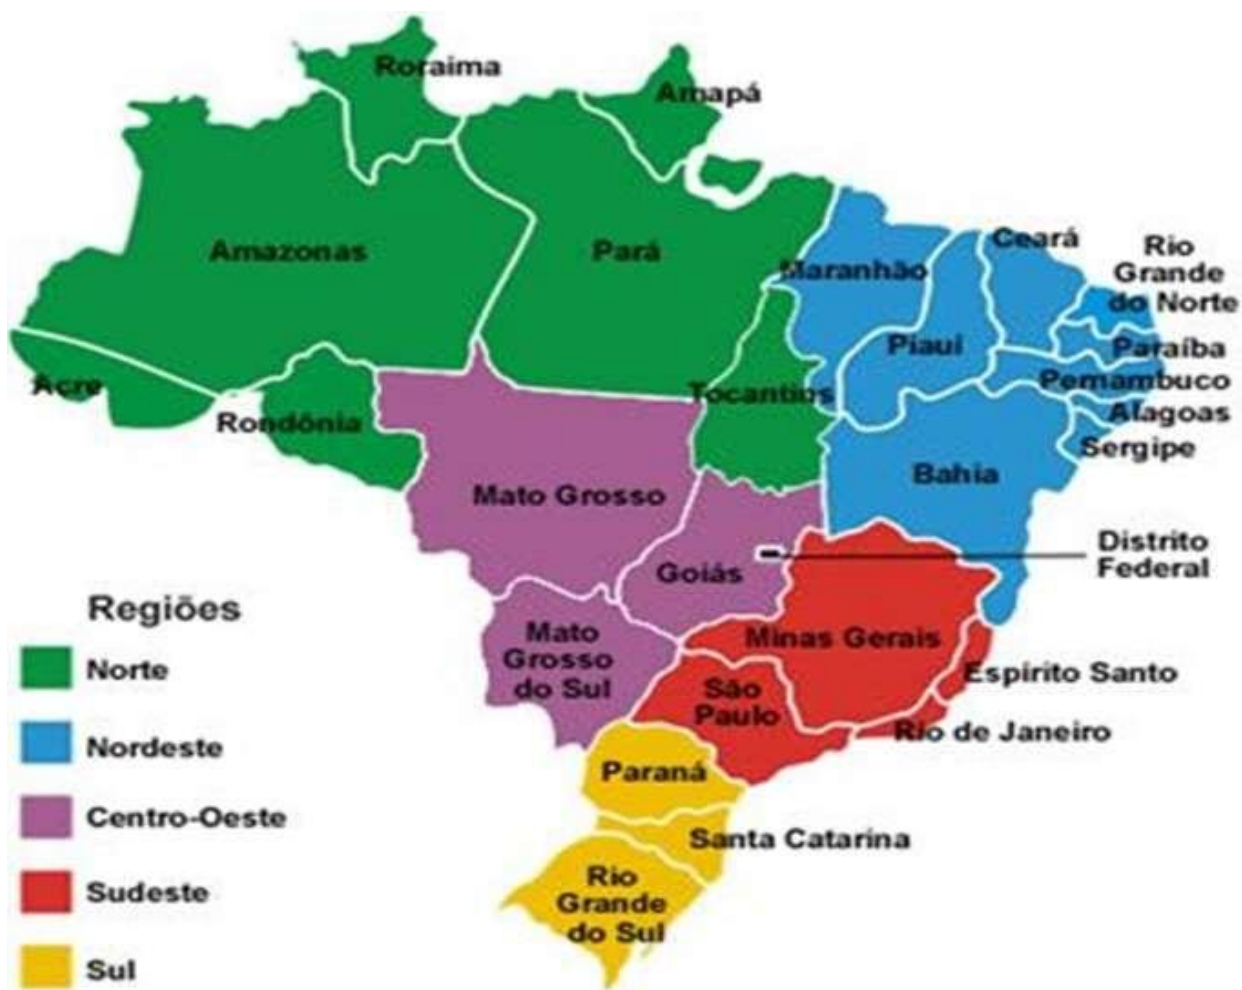 Roraima
Amapá
Amazonas
Pará
Maranhão
Ceará
Rio
Grande
do Norte
Piauí
Paraíba
Pernambuco
Alagoas
Sergipe
Acre
Rondônia
Tocantins
Bahia
Mato Grosso
Distrito
Federal
Goiás
Mato
Grosso
do Sul
Minas Gerais
Espírito Santo
São
Paulo
Rio de Janeiro
Paraná
Santa Catarina
Rio
Grande
do Sul
Regiões
Norte
Nordeste
Centro-Oeste
Sudeste
Sul